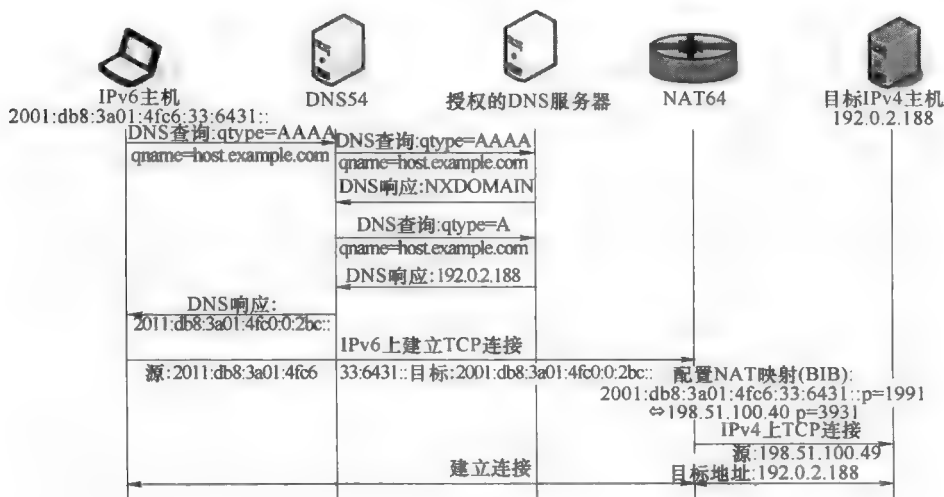 IPv6主机
2001:db8:3a01:4fc6:33:6431::
DNS54
授权的DNS服务器
NAT64
目标IPv4主机
192.0.2.188
DNS查询:qtype=AAAA
qname=host.example.com
DNS查询:qtype=AAAA
qname=host.example.com
DNS响应:NXDOMAIN
DNS查询:qtype=A
qname=host.example.com
DNS响应:192.0.2.188
DNS响应:
2011:db8:3a01:4fc0:0:2bc::
IPv6上建立TCP连接
源:2011:db8:3a01:4fc6 33:6431::目标:2001:db8:3a01:4fc0:0:2bc::
配置NAT映射(BIB):
2001:db8:3a01:4fc6:33:6431::p=1991
⇔198.51.100.40 p=3931
IPv4上TCP连接
源:198.51.100.49
目标地址:192.0.2.188
建立连接